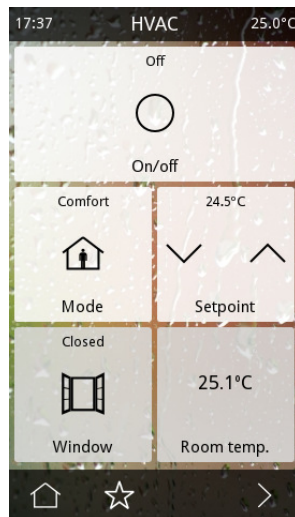 17:37 HVAC 25.0°C
Off
On/off
Comfort
Mode
24.5°C
Setpoint
Closed
Window
25.1°C
Room temp.